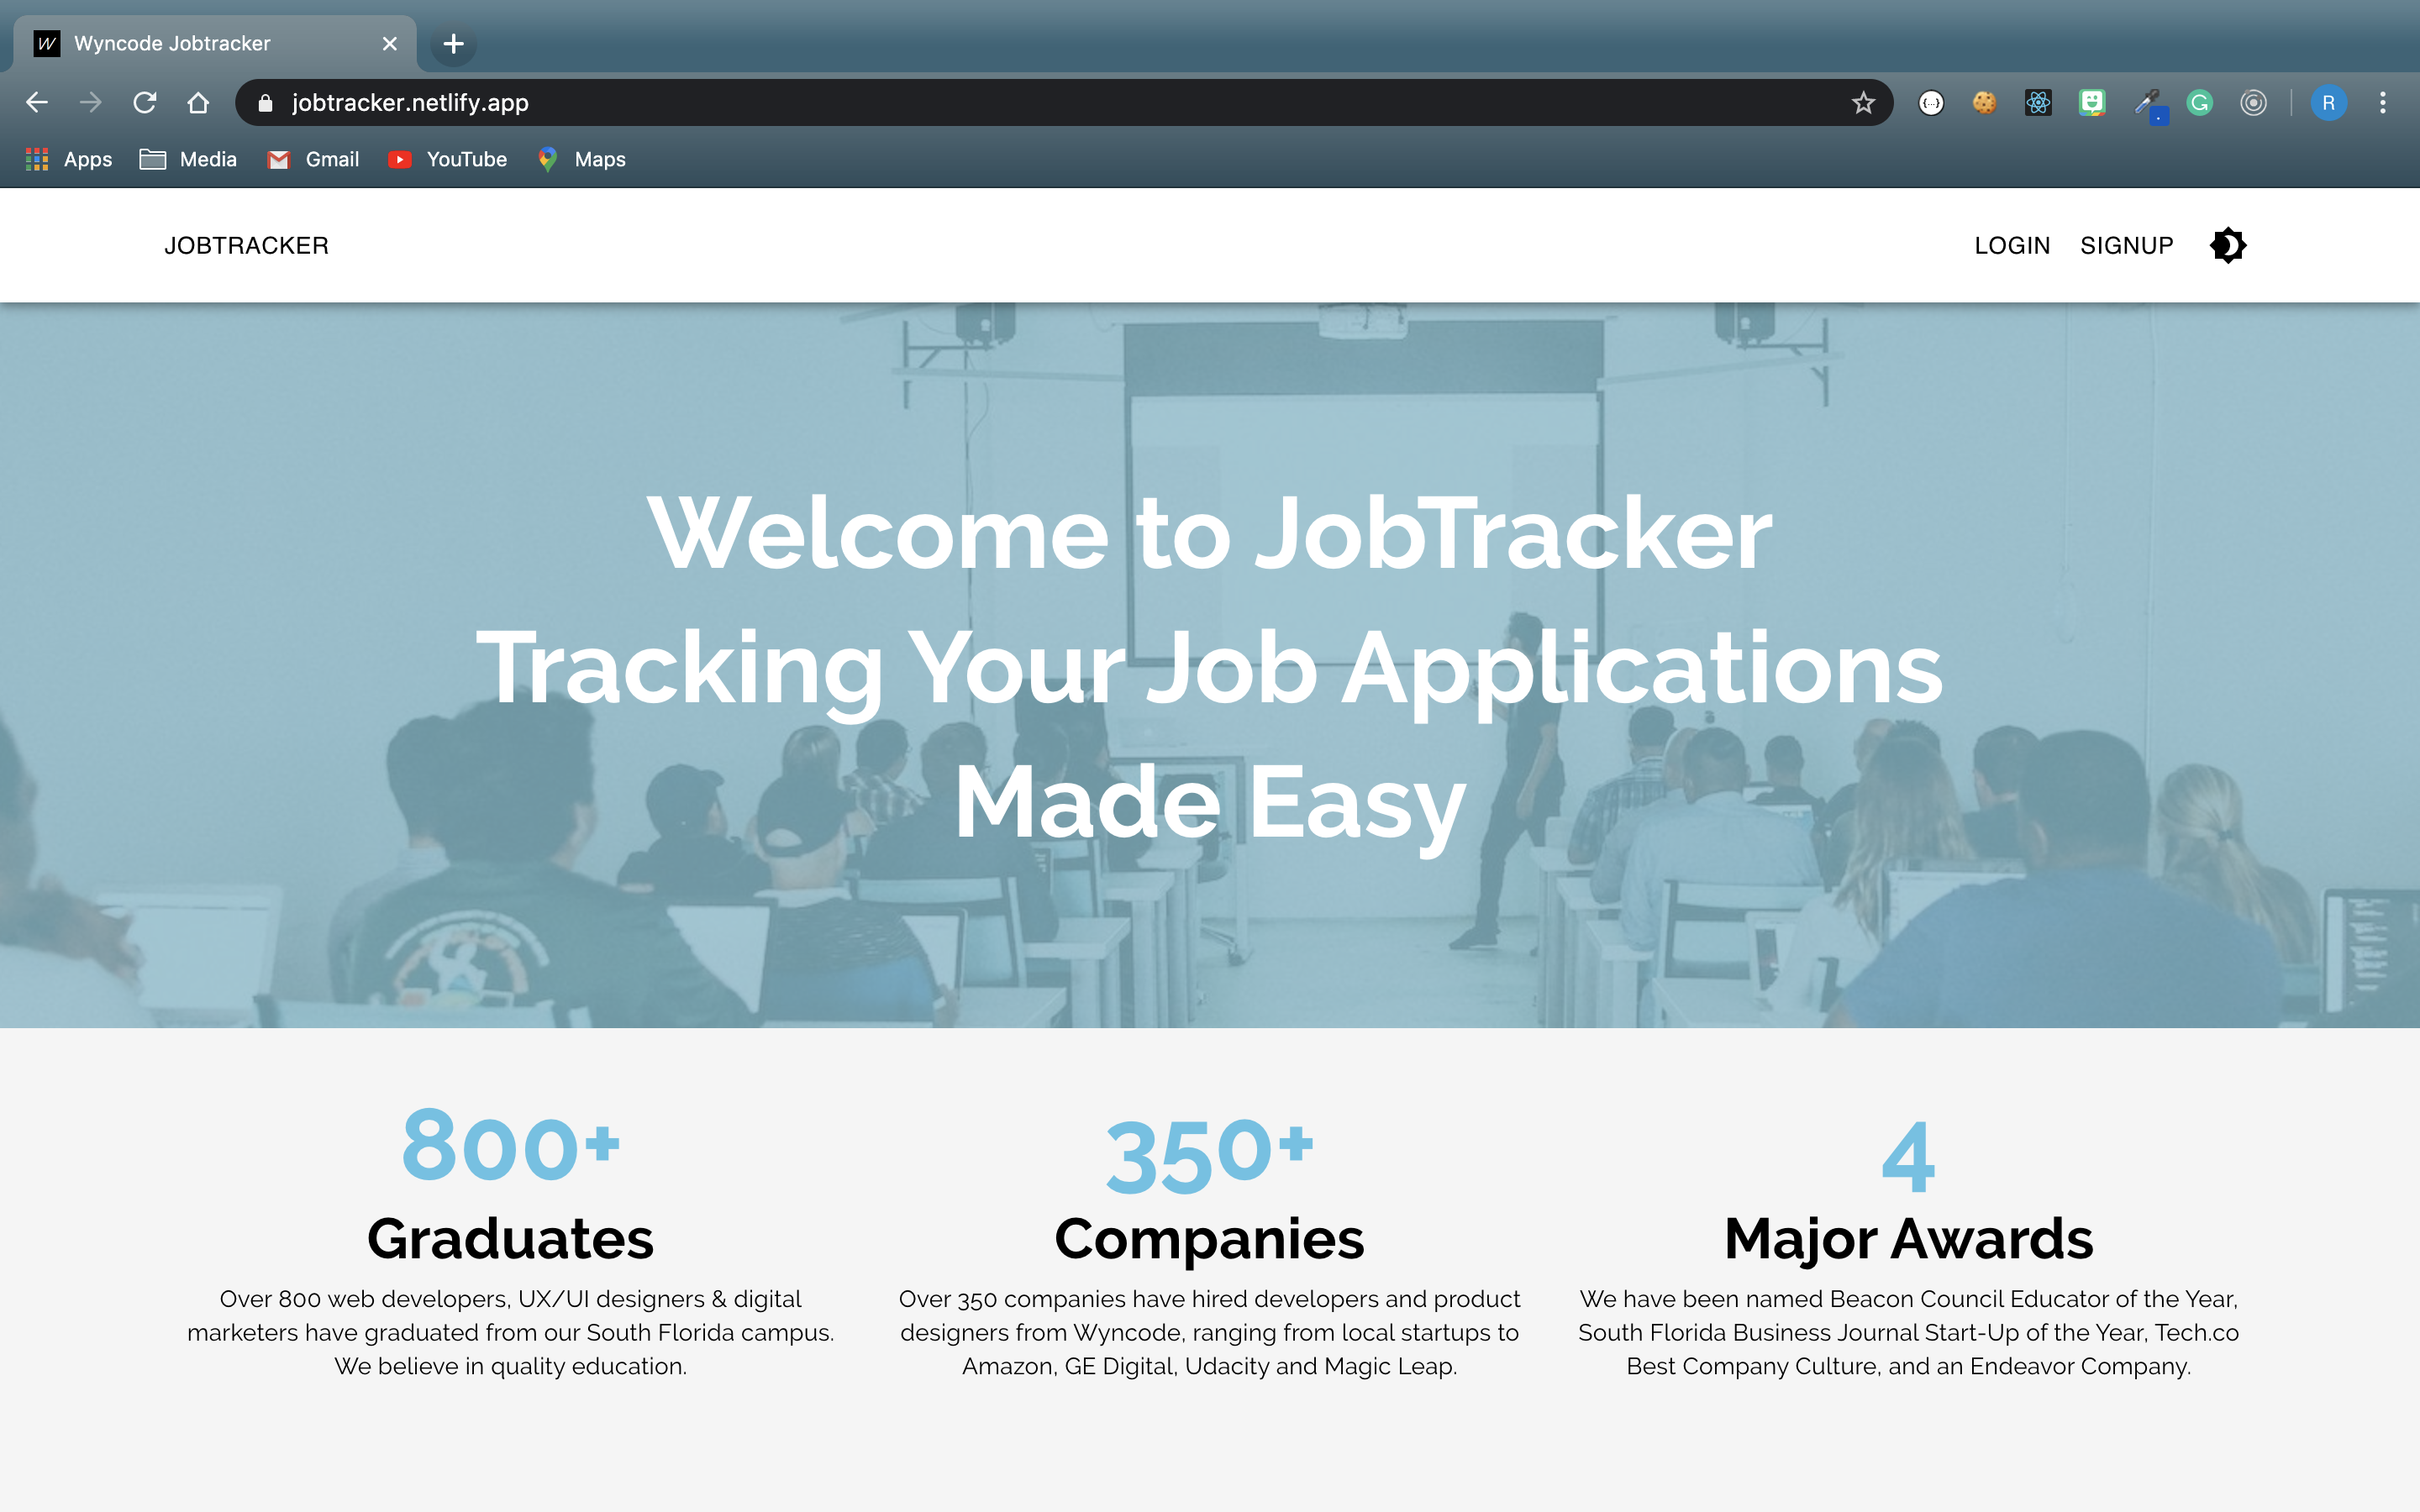 W Wyncode Jobtracker
jobtracker.netlify.app
R
Apps Media Gmail YouTube Maps
JOBTRACKER LOGIN SIGNUP
Welcome to JobTracker
Tracking Your Job Applications
Made Easy
800+
Graduates
Over 800 web developers, UX/UI designers & digital
marketers have graduated from our South Florida campus.
We believe in quality education.
350+
Companies
Over 350 companies have hired developers and product
designers from Wyncode, ranging from local startups to
Amazon, GE Digital, Udacity and Magic Leap.
4
Major Awards
We have been named Beacon Council Educator of the Year,
South Florida Business Journal Start-Up of the Year, Tech.co
Best Company Culture, and an Endeavor Company.